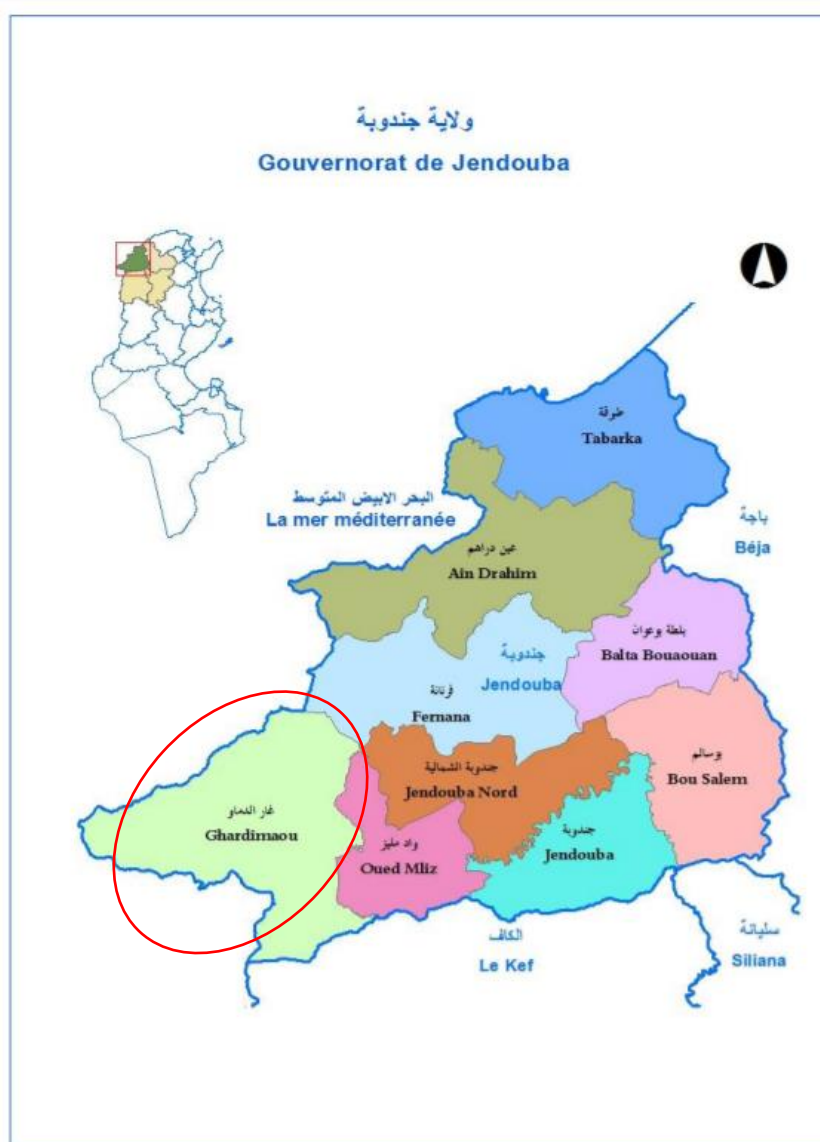 ولاية جندوبة
Gouvernorat de Jendouba
طبرقة
Tabarka
البحر الابيض المتوسط
La mer méditerranée
باجة
Béja
عين دراهم
Ain Drahim
بلطة بوعوان
Balta Bouaouan
جندوبة
Jendouba
فرنانة
Fernana
بوسالم
Bou Salem
جندوبة الشمالية
Jendouba Nord
غار الدماو
Ghardimaou
واد مليز
Oued Mliz
جندوبة
Jendouba
الكاف
Le Kef
سليانة
Siliana